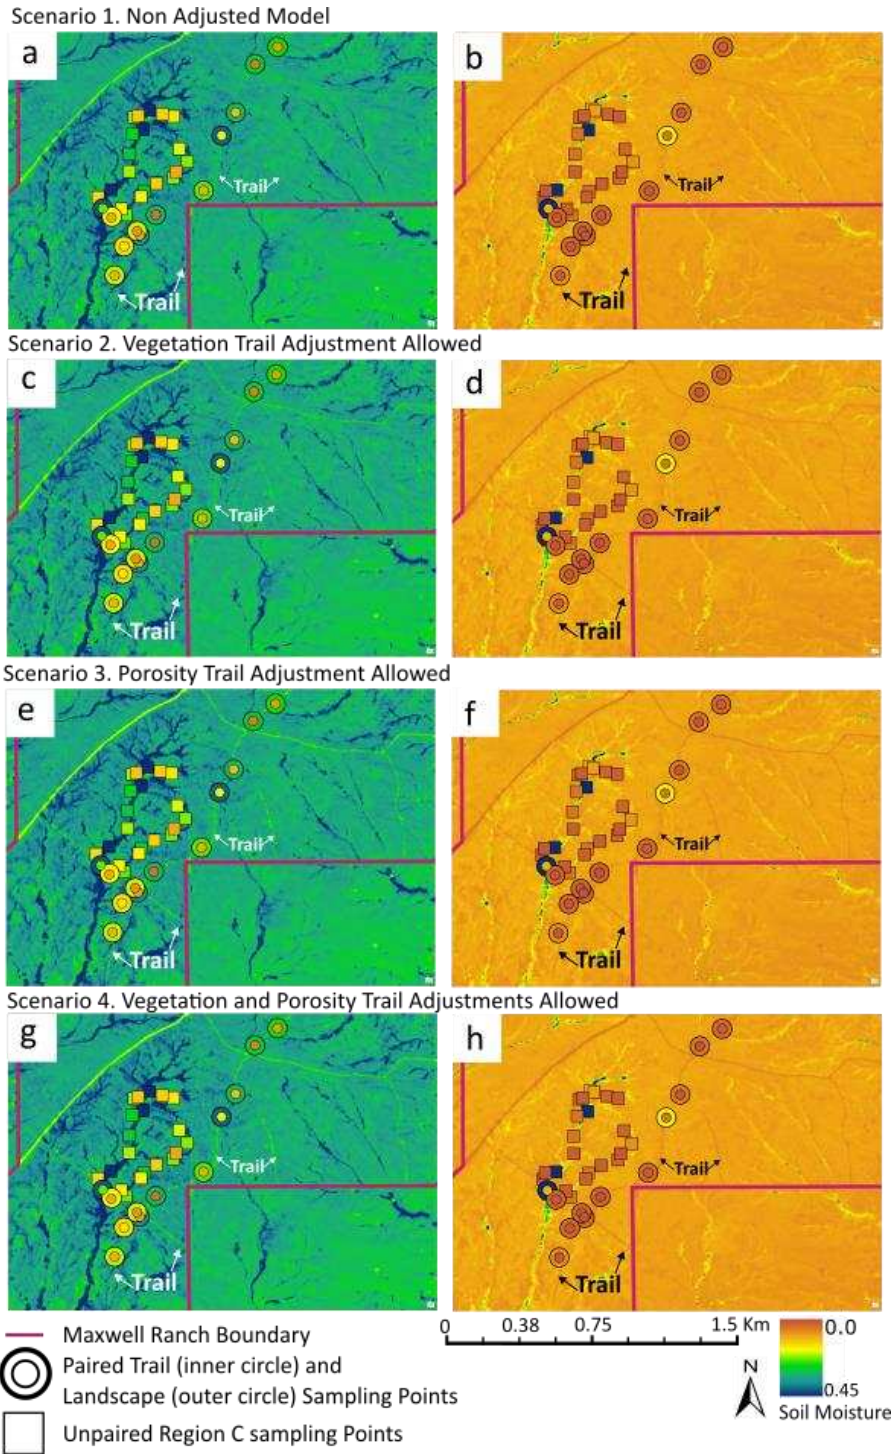 Scenario 1. Non Adjusted Model
a
b
Trail
Trail
Trail
Trail
Scenario 2. Vegetation Trail Adjustment Allowed
c
d
Trail
Trail
Trail
Trail
Scenario 3. Porosity Trail Adjustment Allowed
e
f
Trail
Trail
Trail
Trail
Scenario 4. Vegetation and Porosity Trail Adjustments Allowed
g
h
Trail
Trail
Trail
Trail
Maxwell Ranch Boundary
Paired Trail (inner circle) and
Landscape (outer circle) Sampling Points
Unpaired Region C sampling Points
0 0.38 0.75 1.5 Km
N
0.0
0.45
Soil Moisture